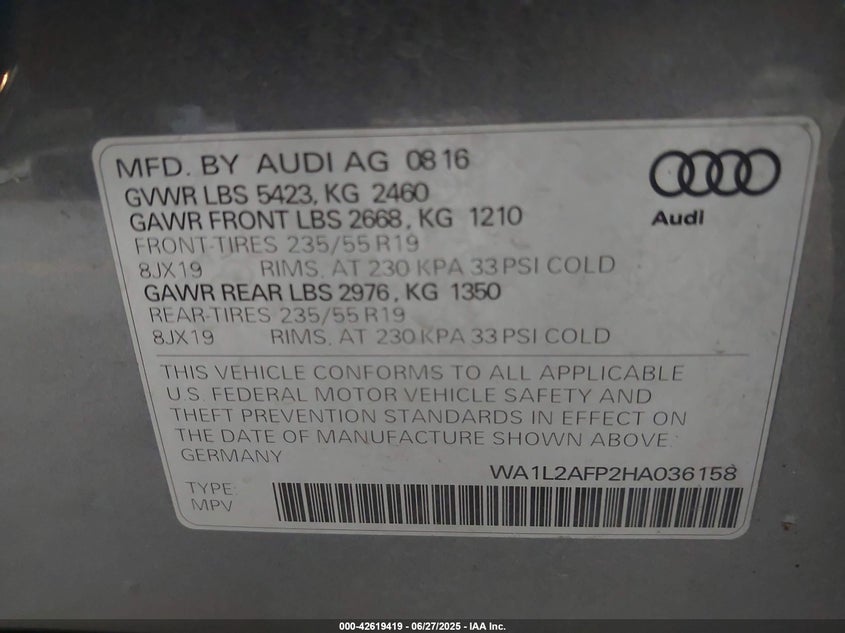 MFD. BY AUDI AG 08 16
GVWR LBS 5423, KG 2460
GAWR FRONT LBS 2668, KG 1210
FRONT-TIRES 235/55 R19
8JX19 RIMS, AT 230 KPA 33 PSI COLD
GAWR REAR LBS 2976, KG 1350
REAR-TIRES 235/55 R19
8JX19 RIMS, AT 230 KPA 33 PSI COLD
Audi
THIS VEHICLE CONFORMS TO ALL APPLICABLE
U.S. FEDERAL MOTOR VEHICLE SAFETY AND
THEFT PREVENTION STANDARDS IN EFFECT ON
THE DATE OF MANUFACTURE SHOWN ABOVE:
GERMANY
WA1L2AFP2HA036158
TYPE:
MPV
000-42619419 - 06/27/2025 - IAA Inc.